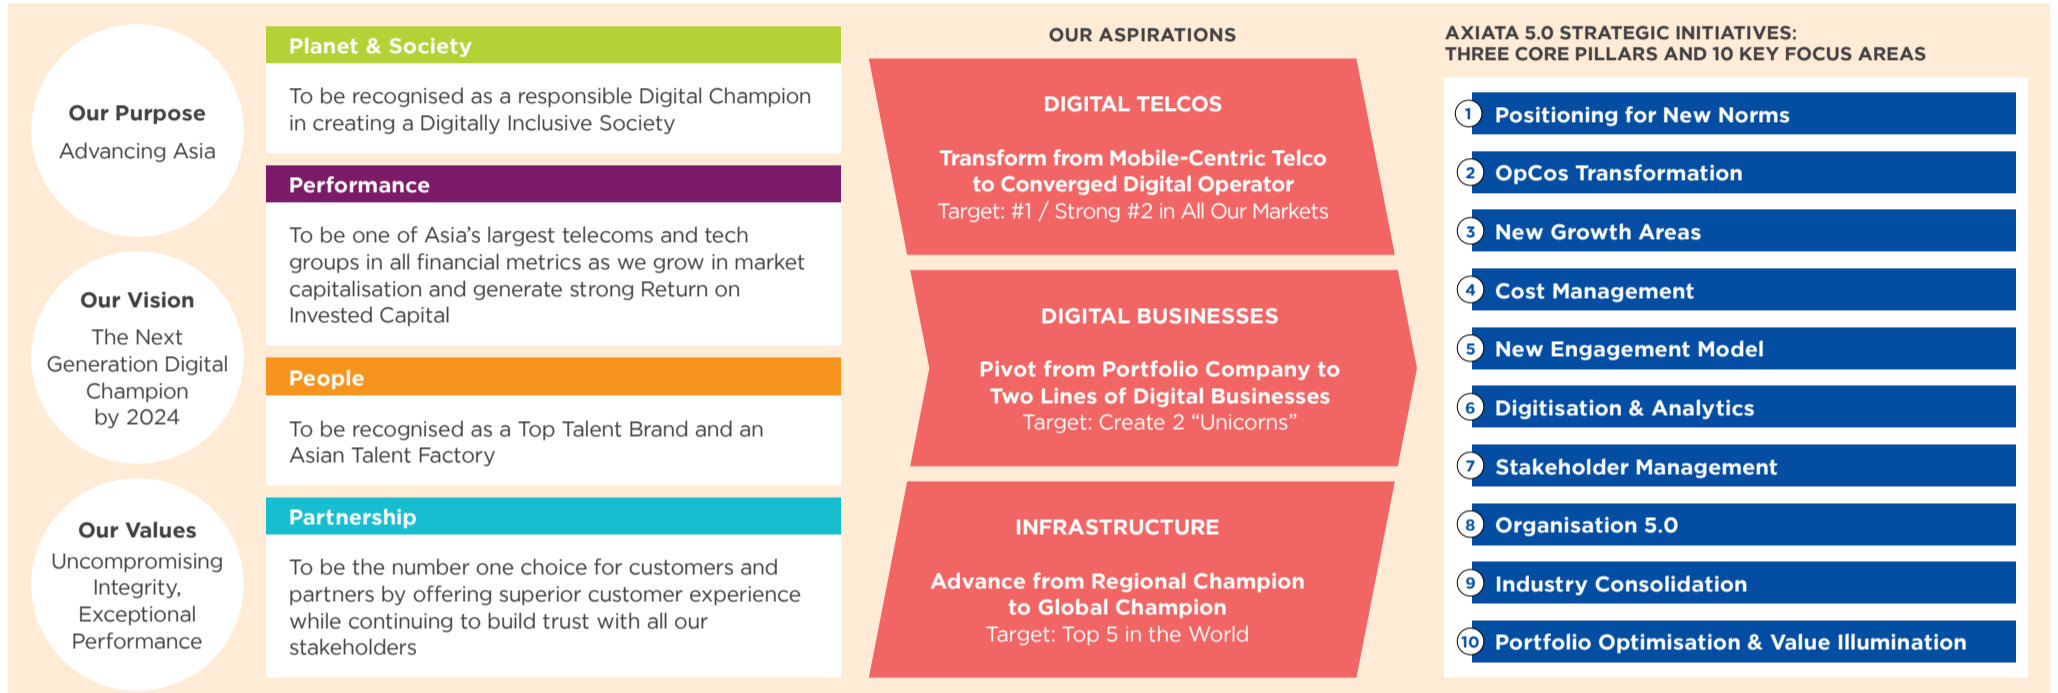 Our Purpose
Advancing Asia
Our Vision
The Next
Generation Digital
Champion
by 2024
Our Values
Uncompromising
Integrity,
Exceptional
Performance
Planet & Society
To be recognised as a responsible Digital Champion
in creating a Digitally Inclusive Society
Performance
To be one of Asia’s largest telecoms and tech
groups in all financial metrics as we grow in market
capitalisation and generate strong Return on
Invested Capital
People
To be recognised as a Top Talent Brand and an
Asian Talent Factory
Partnership
To be the number one choice for customers and
partners by offering superior customer experience
while continuing to build trust with all our
stakeholders
OUR ASPIRATIONS
DIGITAL TELCOS
Transform from Mobile-Centric Telco
to Converged Digital Operator
Target: #1 / Strong #2 in All Our Markets
DIGITAL BUSINESSES
Pivot from Portfolio Company to
Two Lines of Digital Businesses
Target: Create 2 “Unicorns”
INFRASTRUCTURE
Advance from Regional Champion
to Global Champion
Target: Top 5 in the World
AXIATA 5.0 STRATEGIC INITIATIVES:
THREE CORE PILLARS AND 10 KEY FOCUS AREAS
1 Positioning for New Norms
2 OpCos Transformation
3 New Growth Areas
4 Cost Management
5 New Engagement Model
6 Digitisation & Analytics
7 Stakeholder Management
8 Organisation 5.0
9 Industry Consolidation
10 Portfolio Optimisation & Value Illumination